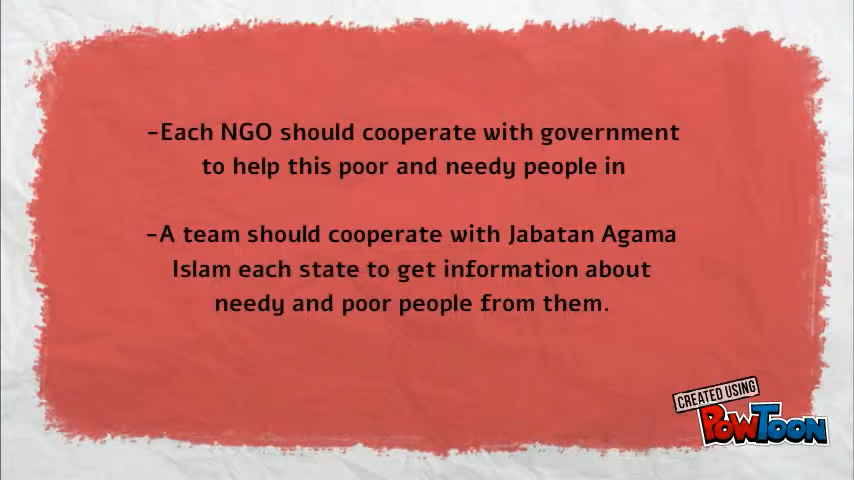 -Each NGO should cooperate with government
to help this poor and needy people in
-A team should cooperate with Jabatan Agama
Islam each state to get information about
needy and poor people from them.
CREATED USING
POWTOON